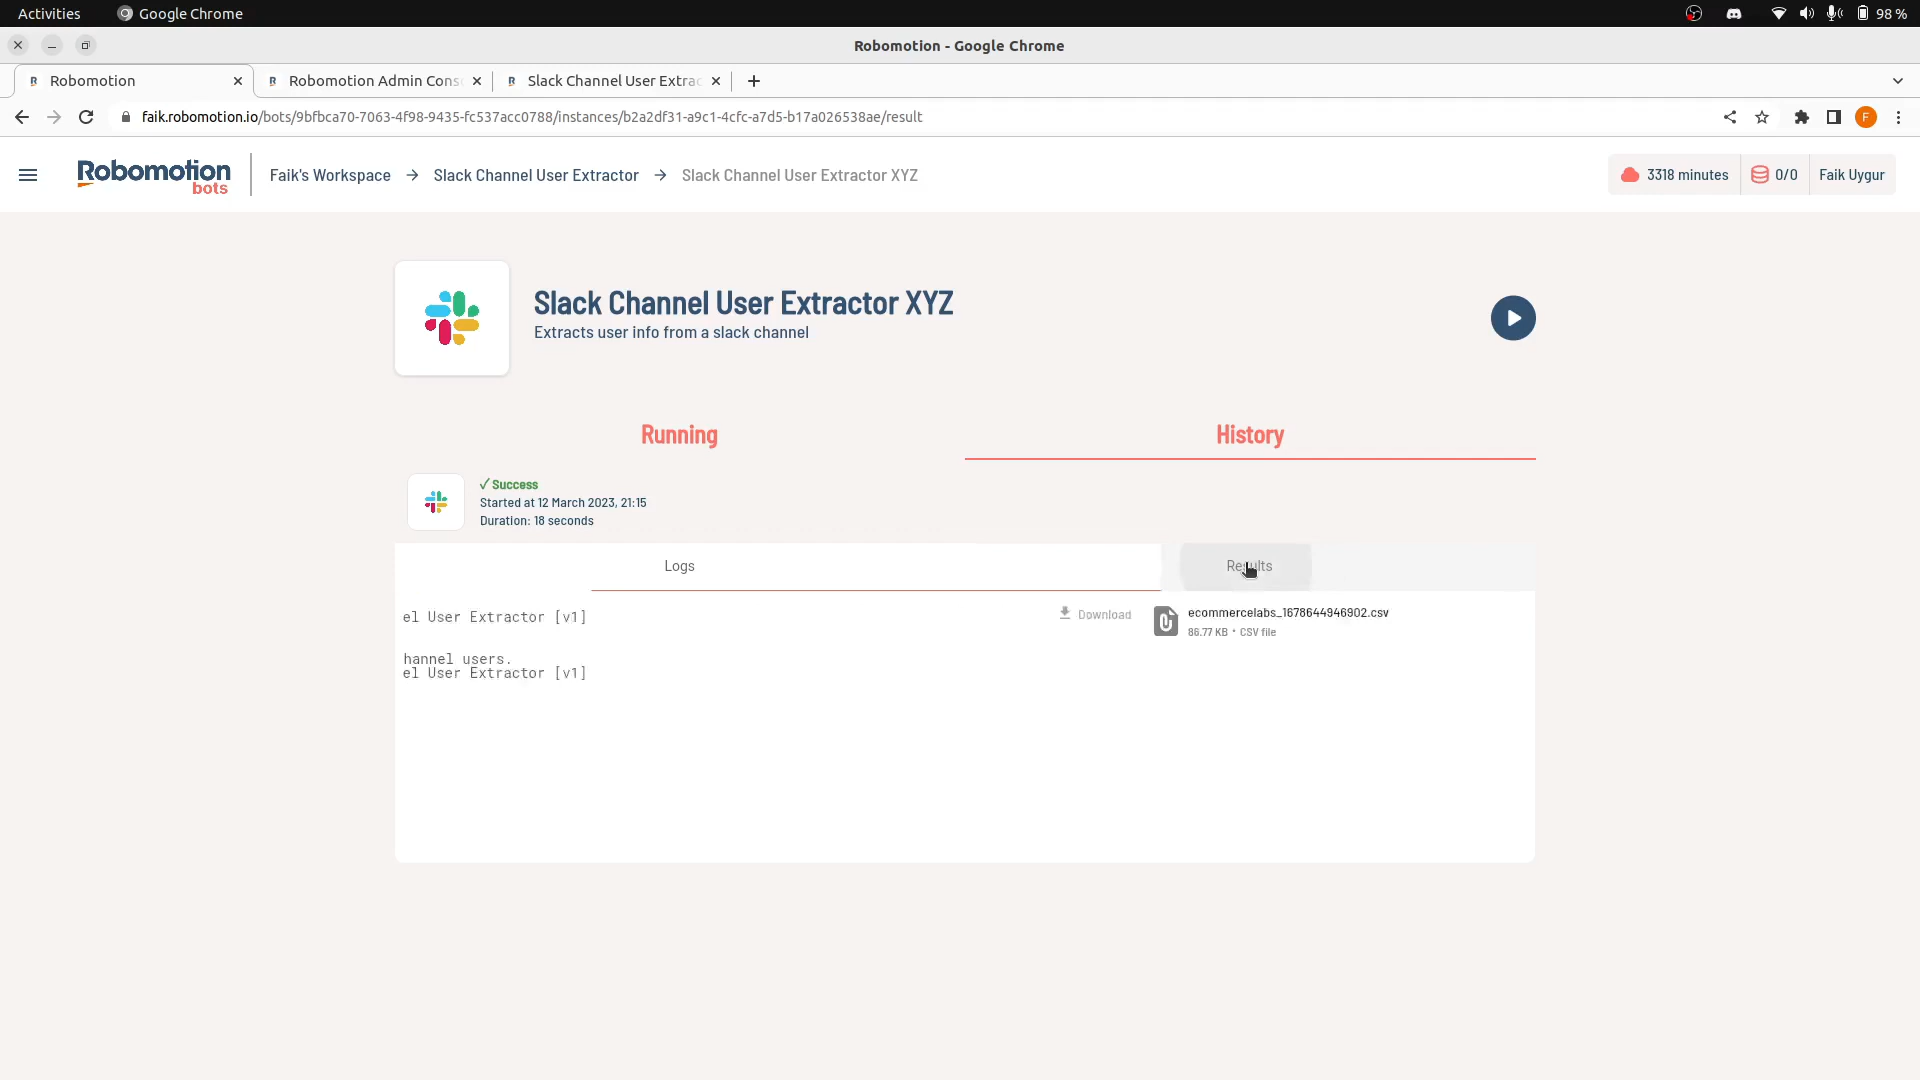 Activities
Google Chrome
98 %
Robomotion - Google Chrome
Robomotion
Robomotion Admin Cons
Slack Channel User Extrac
faik.robomotion.io/bots/9bfbca70-7063-4f98-9435-fc537acc0788/instances/b2a2df31-a9c1-4cfc-a7d5-b17a026538ae/result
F
Robomotion
bots
Faik's Workspace → Slack Channel User Extractor → Slack Channel User Extractor XYZ
3318 minutes
0/0
Faik Uygur
Slack Channel User Extractor XYZ
Extracts user info from a slack channel
Running
History
✓ Success
Started at 12 March 2023, 21:15
Duration: 18 seconds
Logs
Results
el User Extractor [v1]
Download
ecommercelabs_1678644946902.csv
86.77 KB • CSV file
hannel users.
el User Extractor [v1]